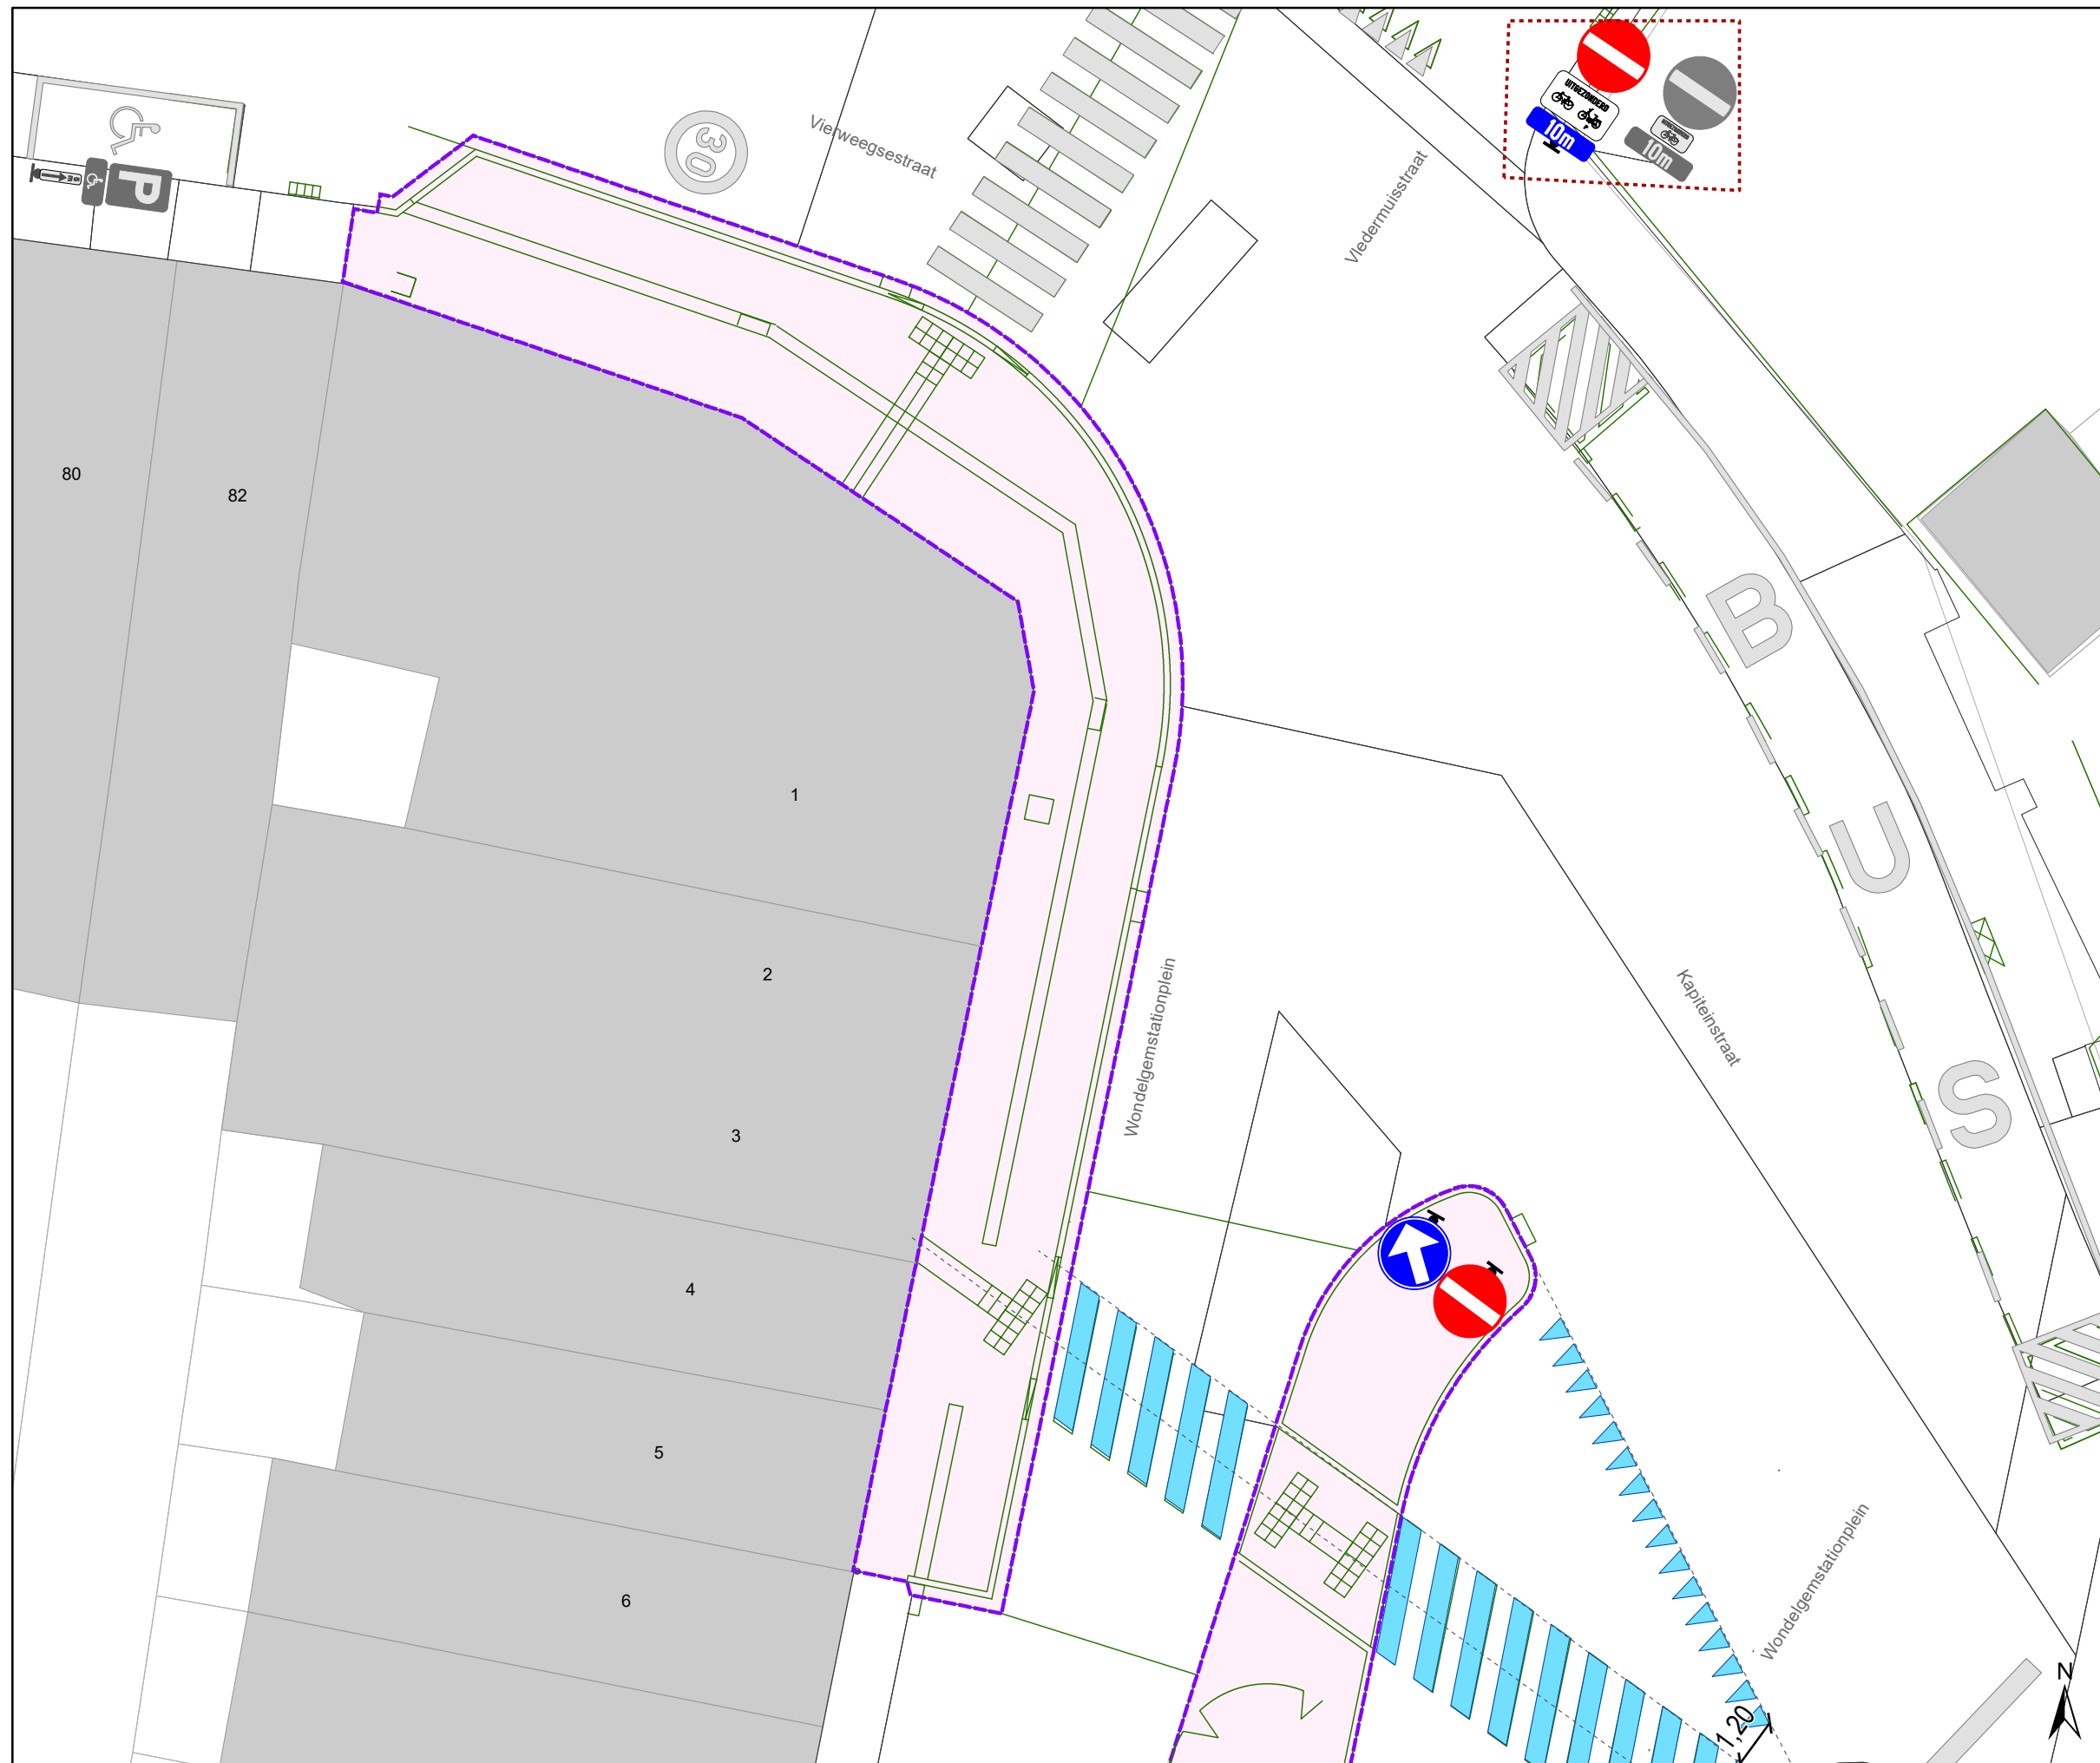 UITGEZONDERD
P
10m
10m
30
Vierweegsestraat
Vledermuisstraat
P
80
82
B
U
S
1
2
3
4
5
6
Wondelgemstationplein
Kapiteinstraat
Wondelgemstationplein
N
1,20